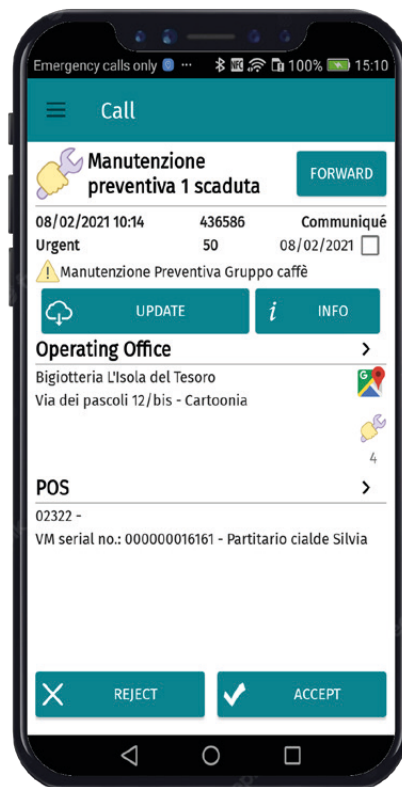 Emergency calls only ··· 100% 15:10
Call
Manutenzione
preventiva 1 scaduta
FORWARD
08/02/2021 10:14 436586 Communiqué
Urgent 50 08/02/2021
Manutenzione Preventiva Gruppo caffè
UPDATE
i INFO
Operating Office >
Bigiotteria L'Isola del Tesoro
Via dei pascoli 12/bis - Cartoonia
4
POS >
02322 -
VM serial no.: 000000016161 - Partitario cialde Silvia
REJECT
ACCEPT